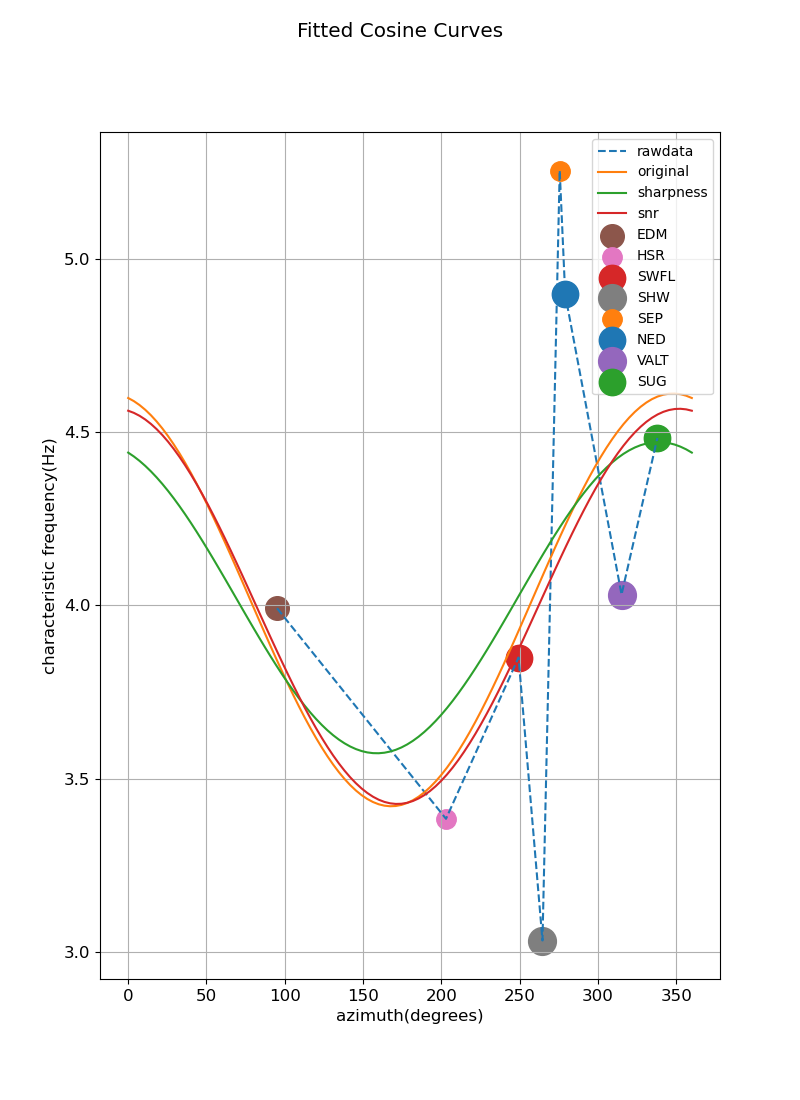 Fitted Cosine Curves
rawdata
original
sharpness
snr
EDM
HSR
SWFL
SHW
SEP
NED
VALT
SUG
5.0
4.5
4.0
3.5
3.0
characteristic frequency(Hz)
0 50 100 150 200 250 300 350
azimuth(degrees)